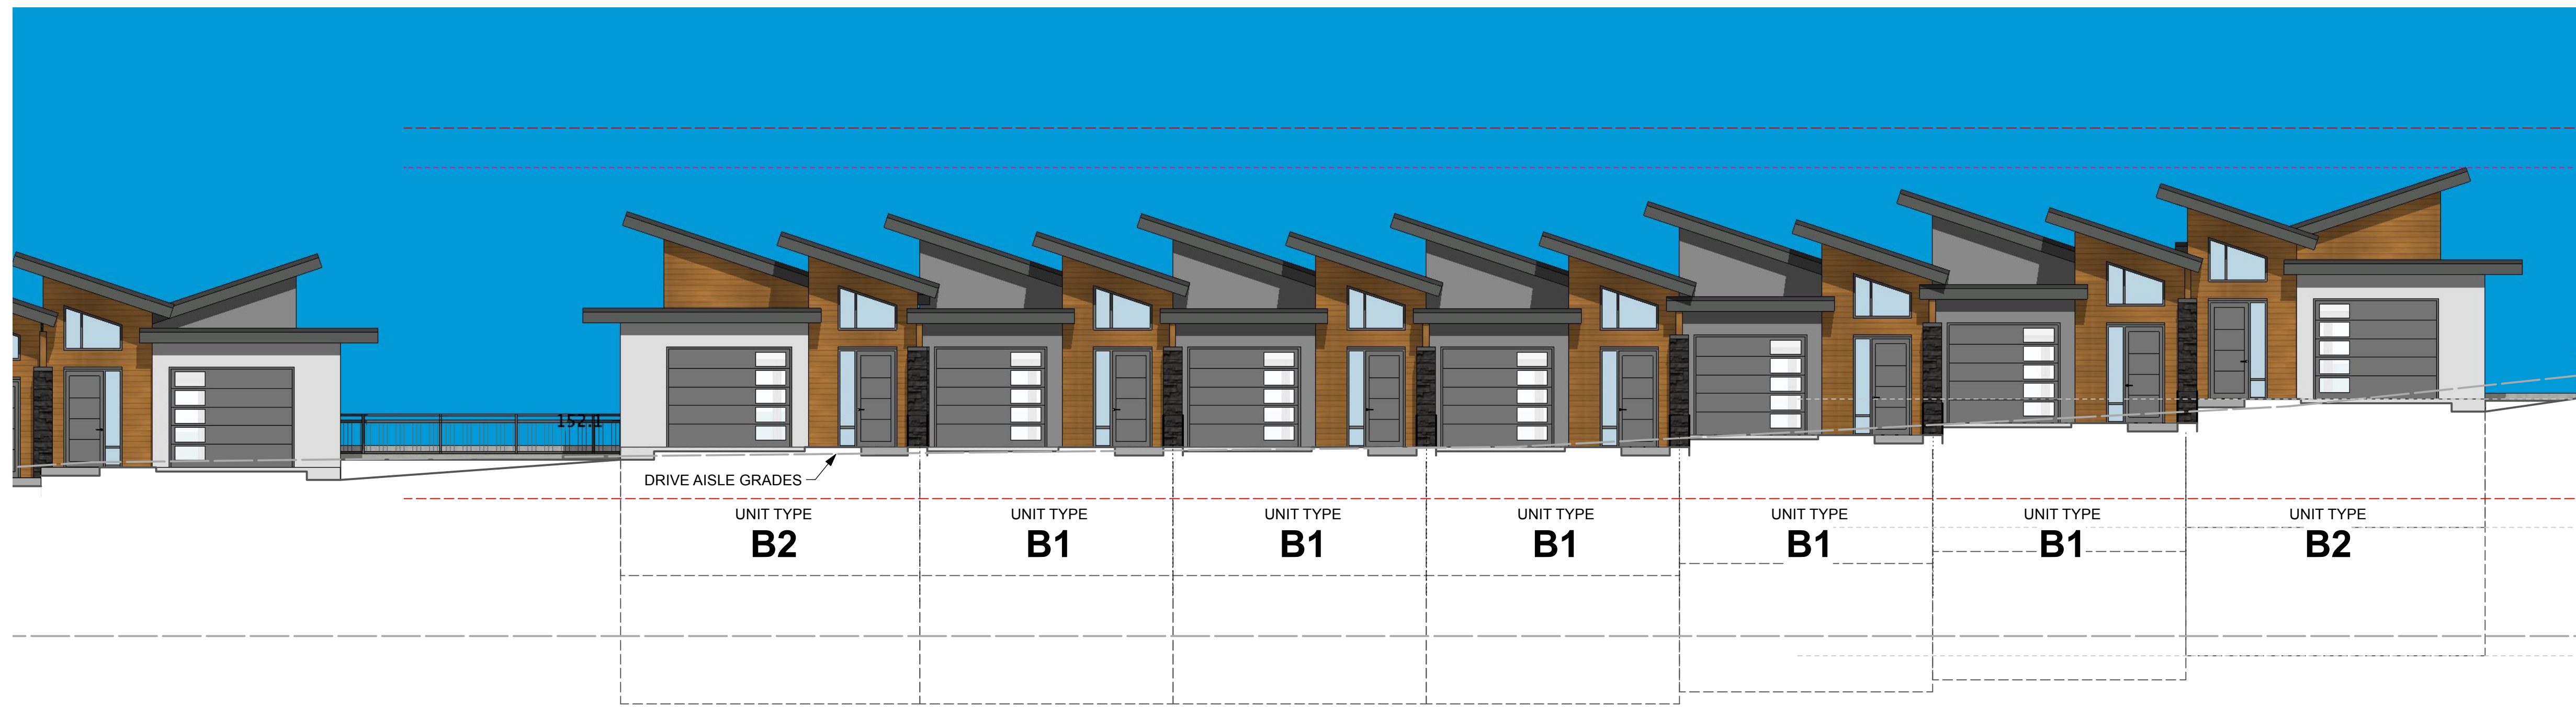 152.1
DRIVE AISLE GRADES
UNIT TYPE
B2
UNIT TYPE
B1
UNIT TYPE
B1
UNIT TYPE
B1
UNIT TYPE
B1
UNIT TYPE
B1
UNIT TYPE
B2